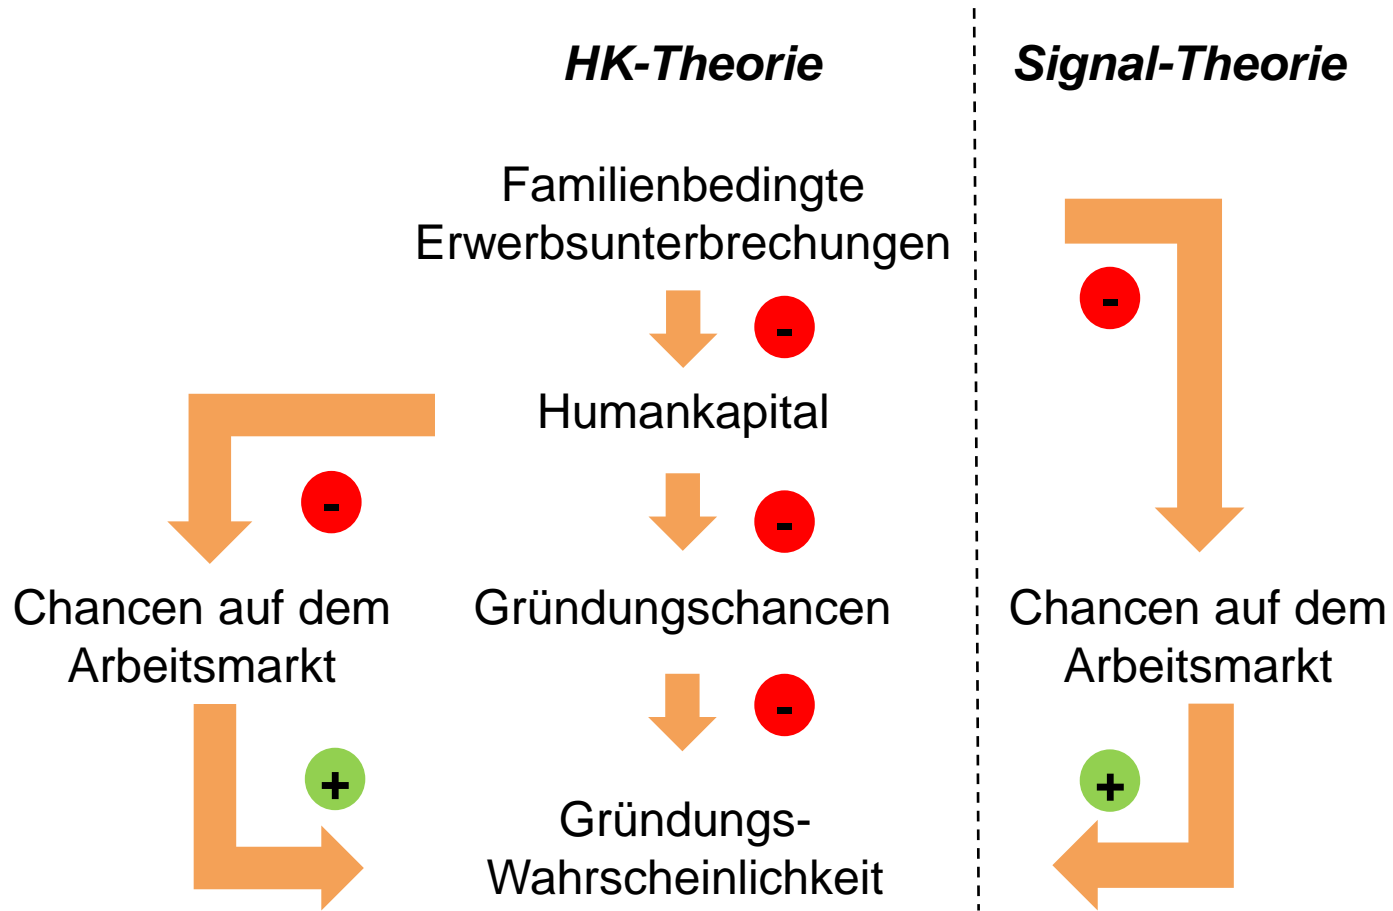 HK-Theorie
Signal-Theorie
Familienbedingte
Erwerbsunterbrechungen
-
-
Humankapital
-
-
Chancen auf dem
Arbeitsmarkt
Gründungschancen
Chancen auf dem
Arbeitsmarkt
-
+
+
Gründungs-
Wahrscheinlichkeit